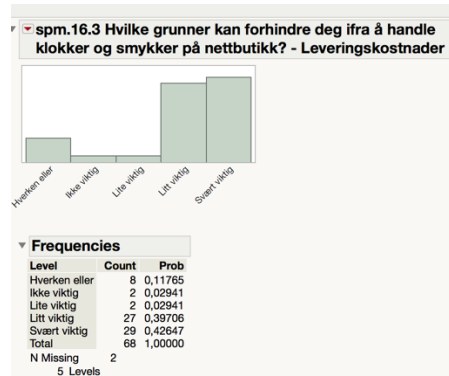 spm.16.3 Hvilke grunner kan forhindre deg ifra å handle
klokker og smykker på nettbutikk? - Leveringskostnader
Hverken eller
Ikke viktig
Lite viktig
Litt viktig
Svært viktig
Frequencies
Level Count Prob
Hverken eller 8 0,11765
Ikke viktig 2 0,02941
Lite viktig 2 0,02941
Litt viktig 27 0,39706
Svært viktig 29 0,42647
Total 68 1,00000
N Missing 2
5 Levels